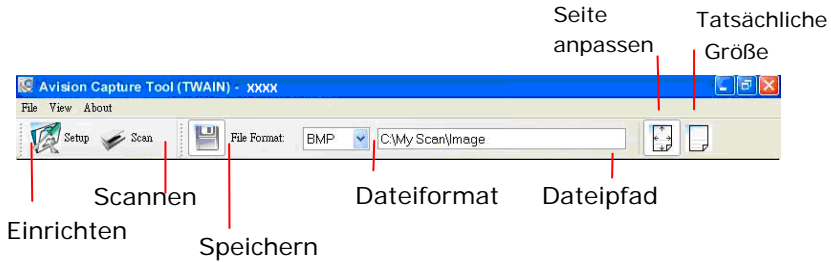 Seite
anpassen
Tatsächliche
Größe
Avision Capture Tool (TWAIN) - xxxx
File View About
Setup Scan File Format: BMP C:\My Scan\Image
Scannen Dateiformat Dateipfad
Einrichten
Speichern